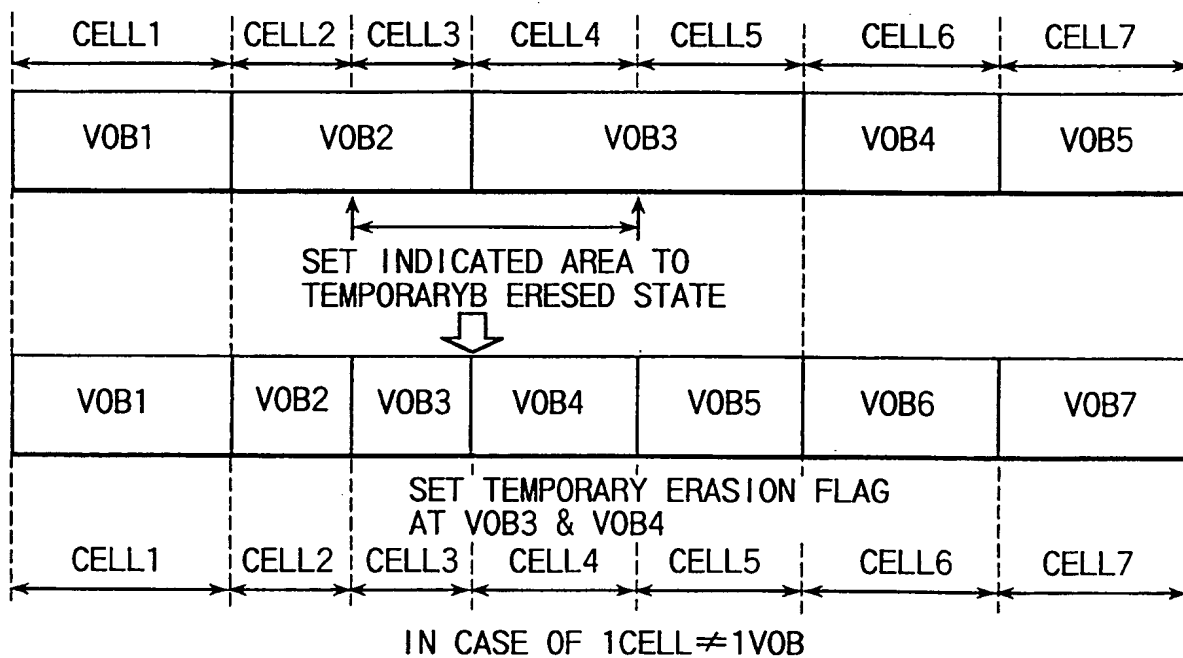 CELL1 CELL2 CELL3 CELL4 CELL5 CELL6 CELL7
VOB1 VOB2 VOB3 VOB4 VOB5
SET INDICATED AREA TO
TEMPORARYB ERESED STATE
VOB1 VOB2 VOB3 VOB4 VOB5 VOB6 VOB7
SET TEMPORARY ERASION FLAG
AT VOB3 & VOB4
CELL1 CELL2 CELL3 CELL4 CELL5 CELL6 CELL7
IN CASE OF 1CELL≠1VOB